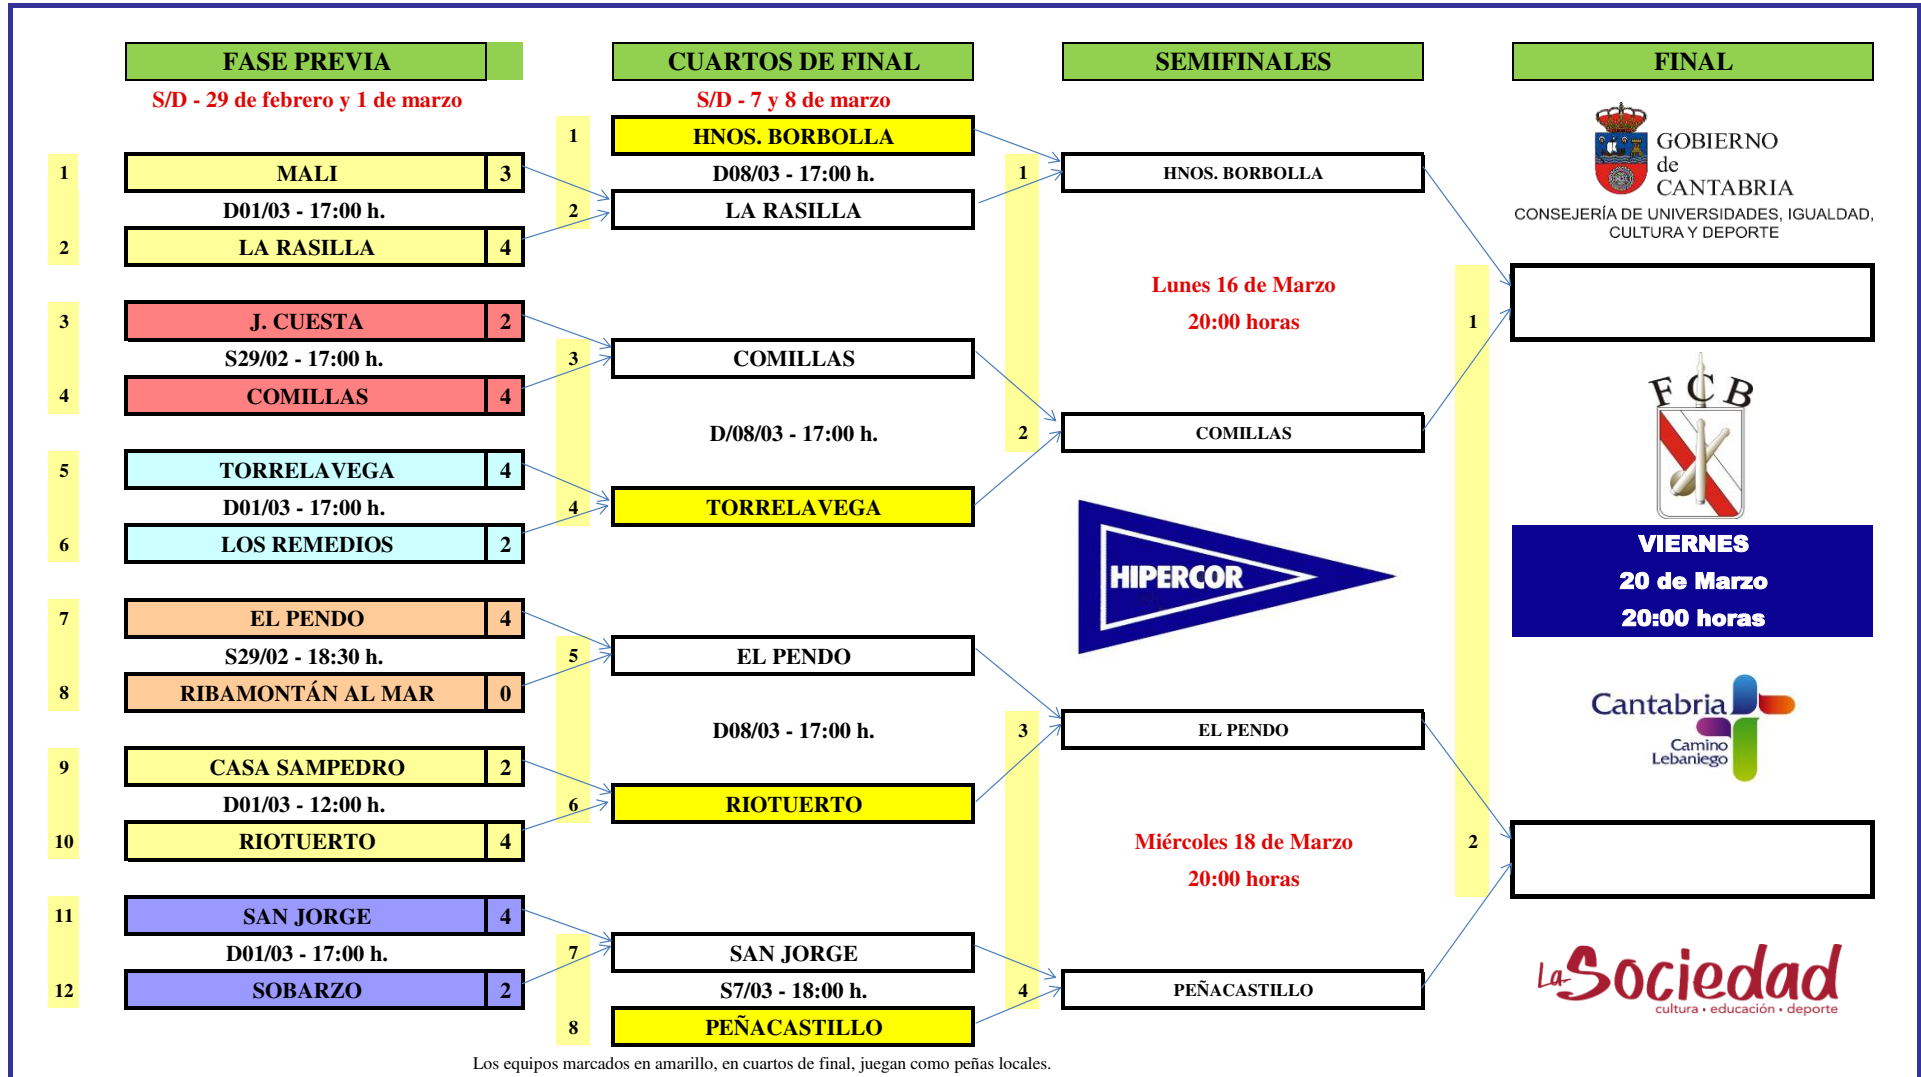 FASE PREVIA
S/D - 29 de febrero y 1 de marzo
1
MALI 3
D01/03 - 17:00 h.
2
LA RASILLA 4
3
J. CUESTA 2
S29/02 - 17:00 h.
4
COMILLAS 4
5
TORRELAVEGA 4
D01/03 - 17:00 h.
6
LOS REMEDIOS 2
7
EL PENDO 4
S29/02 - 18:30 h.
8
RIBAMONTÁN AL MAR 0
9
CASA SAMPEDRO 2
D01/03 - 12:00 h.
10
RIOTUERTO 4
11
SAN JORGE 4
D01/03 - 17:00 h.
12
SOBARZO 2
CUARTOS DE FINAL
S/D - 7 y 8 de marzo
1
HNOS. BORBOLLA
D08/03 - 17:00 h.
2
LA RASILLA
3
COMILLAS
D/08/03 - 17:00 h.
4
TORRELAVEGA
5
EL PENDO
D08/03 - 17:00 h.
6
RIOTUERTO
7
SAN JORGE
S7/03 - 18:00 h.
8
PEÑACASTILLO
SEMIFINALES
1
HNOS. BORBOLLA
Lunes 16 de Marzo
20:00 horas
2
COMILLAS
HIPERCOR
3
EL PENDO
Miércoles 18 de Marzo
20:00 horas
4
PEÑACASTILLO
FINAL
GOBIERNO
de
CANTABRIA
CONSEJERÍA DE UNIVERSIDADES, IGUALDAD,
CULTURA Y DEPORTE
1
FCB
VIERNES
20 de Marzo
20:00 horas
Cantabria
Camino
Lebaniego
2
La Sociedad
cultura • educación • deporte
Los equipos marcados en amarillo, en cuartos de final, juegan como peñas locales.